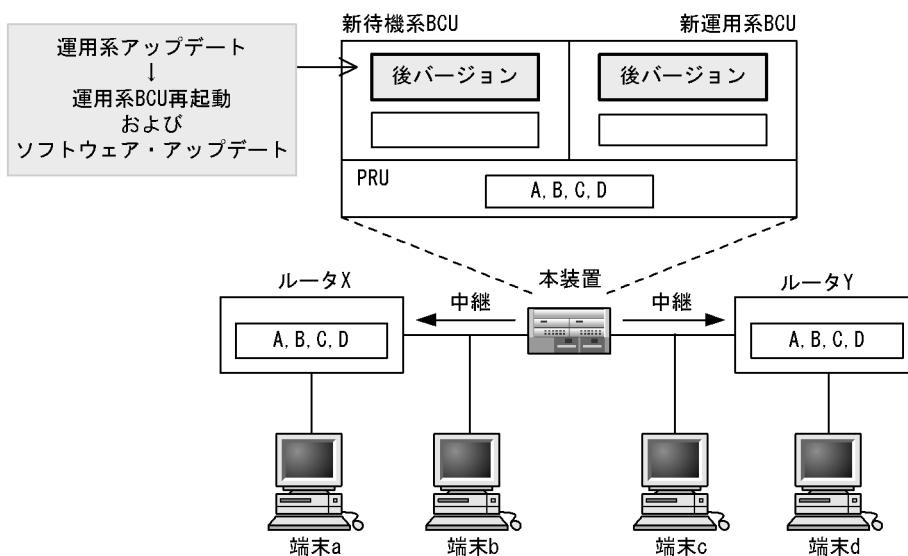 運用系アップデート
↓
運用系BCU再起動
および
ソフトウェア・アップデート
新待機系BCU
新運用系BCU
後バージョン
後バージョン
PRU
A, B, C, D
本装置
ルータX
中継
中継
ルータY
A, B, C, D
A, B, C, D
端末a
端末b
端末c
端末d